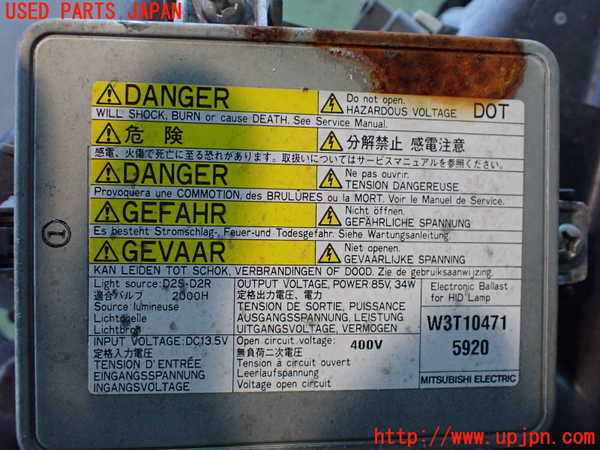 USED PARTS JAPAN
①
⚠DANGER
Do not open.
HAZARDOUS VOLTAGE DOT
WILL SHOCK, BURN or cause DEATH. See Service Manual.
⚠危険
分解禁止 感電注意
感電、火傷で死亡に至る恐れがあります。取扱いについてはサービスマニュアルを参照ください。
⚠DANGER
Ne pas ouvrir.
TENSION DANGEREUSE
Provoquera une COMMOTION, des BRULÛRES ou la MORT. Voir le Manuel de Service.
⚠GEFAHR
Nicht öffnen.
GEFÄHRLICHE SPANNUNG
Es besteht Stromschlag-, Feuer-und Todesgefahr. Siehe Wartungsanleitung.
⚠GEVAAR
Niet openen.
GEVAARLIJKE SPANNING
KAN LEIDEN TOT SCHOK, VERBRANDINGEN OF DOOD. Zie de gebruiksaanwijzing.
Light source: D2S·D2R
適合バルブ 2000H
Source lumineuse
Lichtquelle
Lichtbron
OUTPUT VOLTAGE, POWER: 85V, 34W
定格出力電圧、電力
TENSION DE SORTIE, PUISSANCE
AUSGANGSSPANNUNG, LEISTUNG
UITGANGSVOLTAGE, VERMOGEN
Electronic Ballast
for HID Lamp
W3T10471
5920
MITSUBISHI ELECTRIC
INPUT VOLTAGE: DC13.5V
定格入力電圧
TENSION D'ENTRÉE
EINGANGSSPANNUNG
INGANGSVOLTAGE
Open circuit voltage: 400V
無負荷二次電圧
Tension à circuit ouvert
Leerlaufspannung
Voltage open circuit
http://www.upjpn.com/